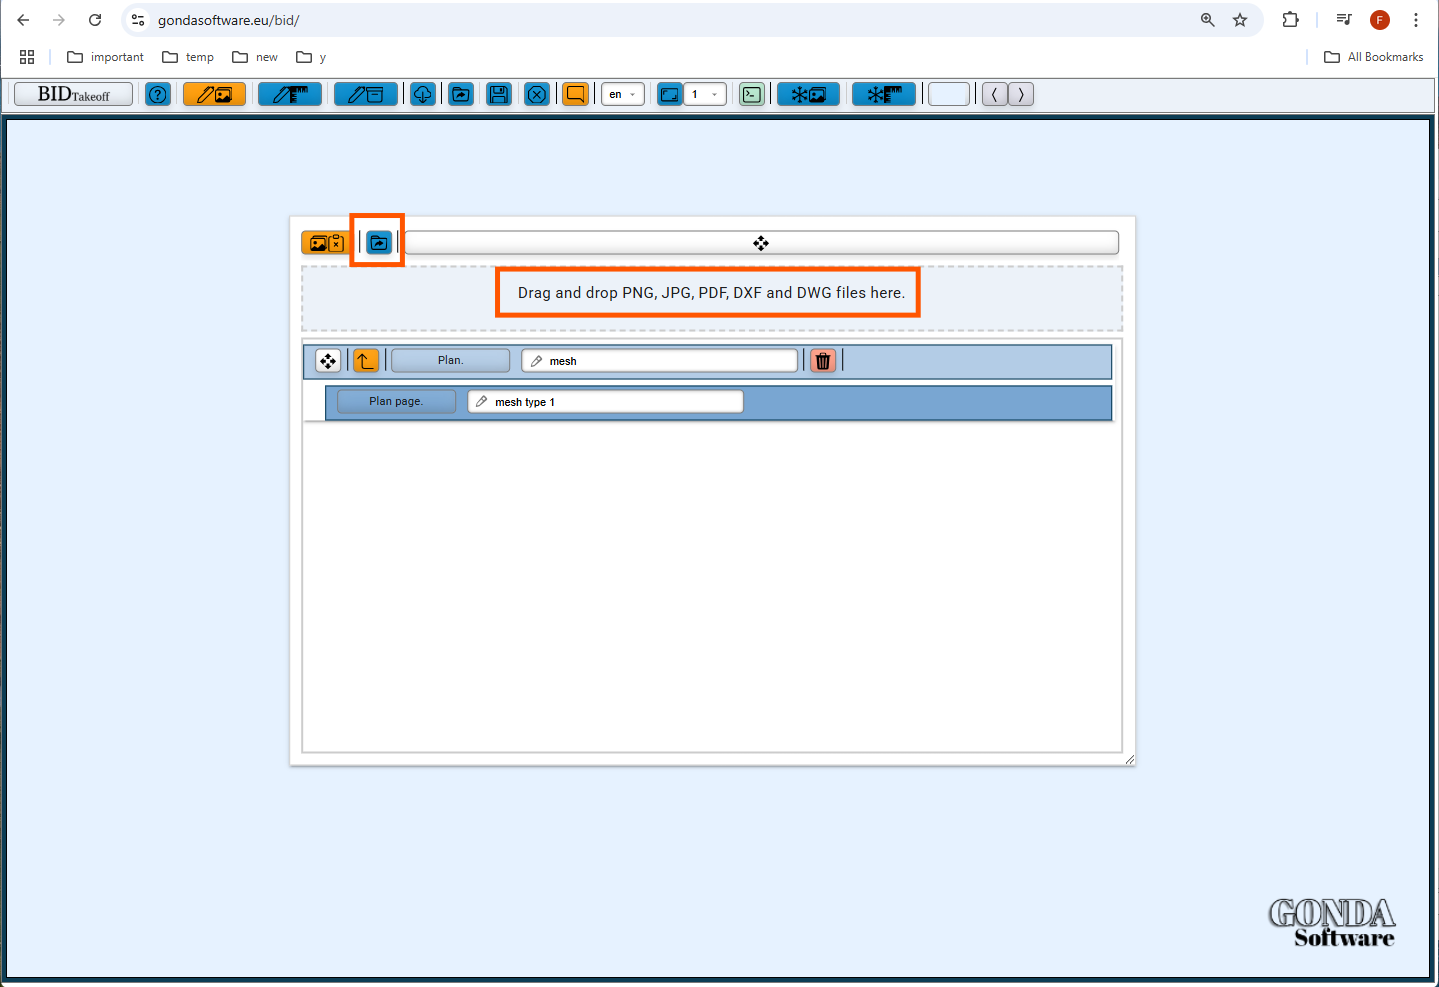 gondasoftware.eu/bid/
F
important temp new y All Bookmarks
BIDTakeoff en 1
Drag and drop PNG, JPG, PDF, DXF and DWG files here.
Plan. mesh
Plan page. mesh type 1
GONDA
Software